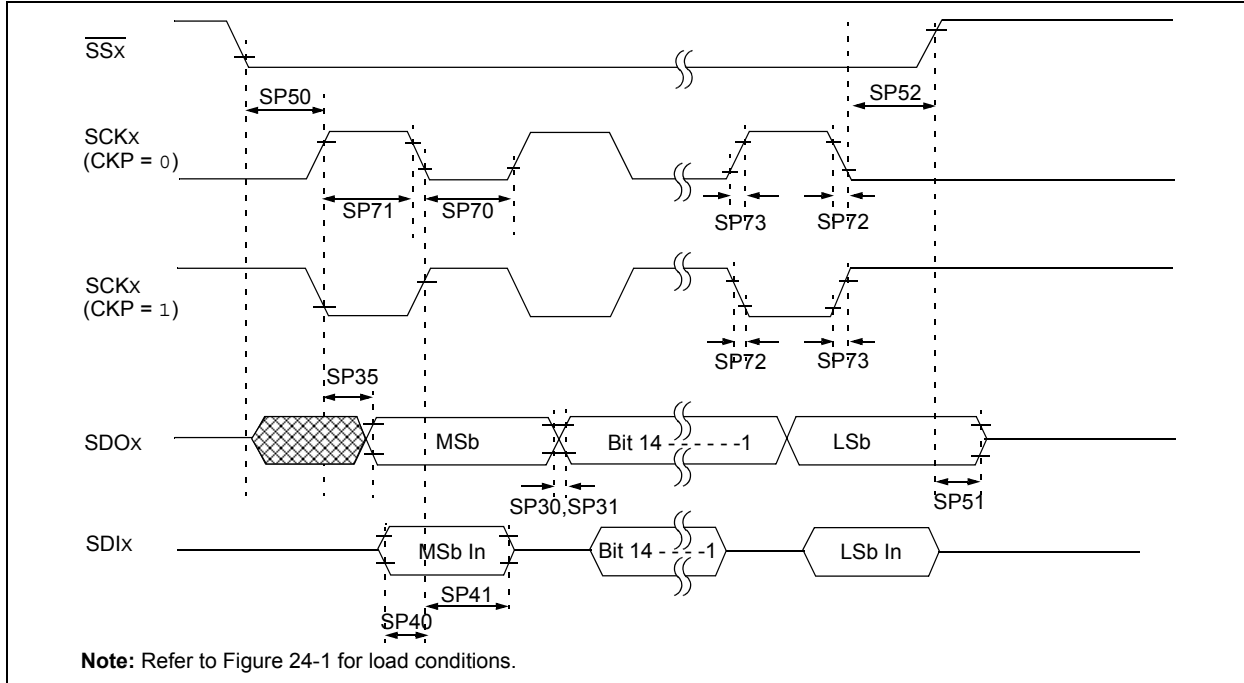 SSx
SP50
SP52
SCKx
(CKP = 0)
SP71
SP70
SP73
SP72
SCKx
(CKP = 1)
SP72
SP73
SP35
SDOx
MSb
Bit 14 - - - - - -1
LSb
SP30,SP31
SP51
SDIx
MSb In
Bit 14 - - - -1
LSb In
SP41
SP40
Note: Refer to Figure 24-1 for load conditions.